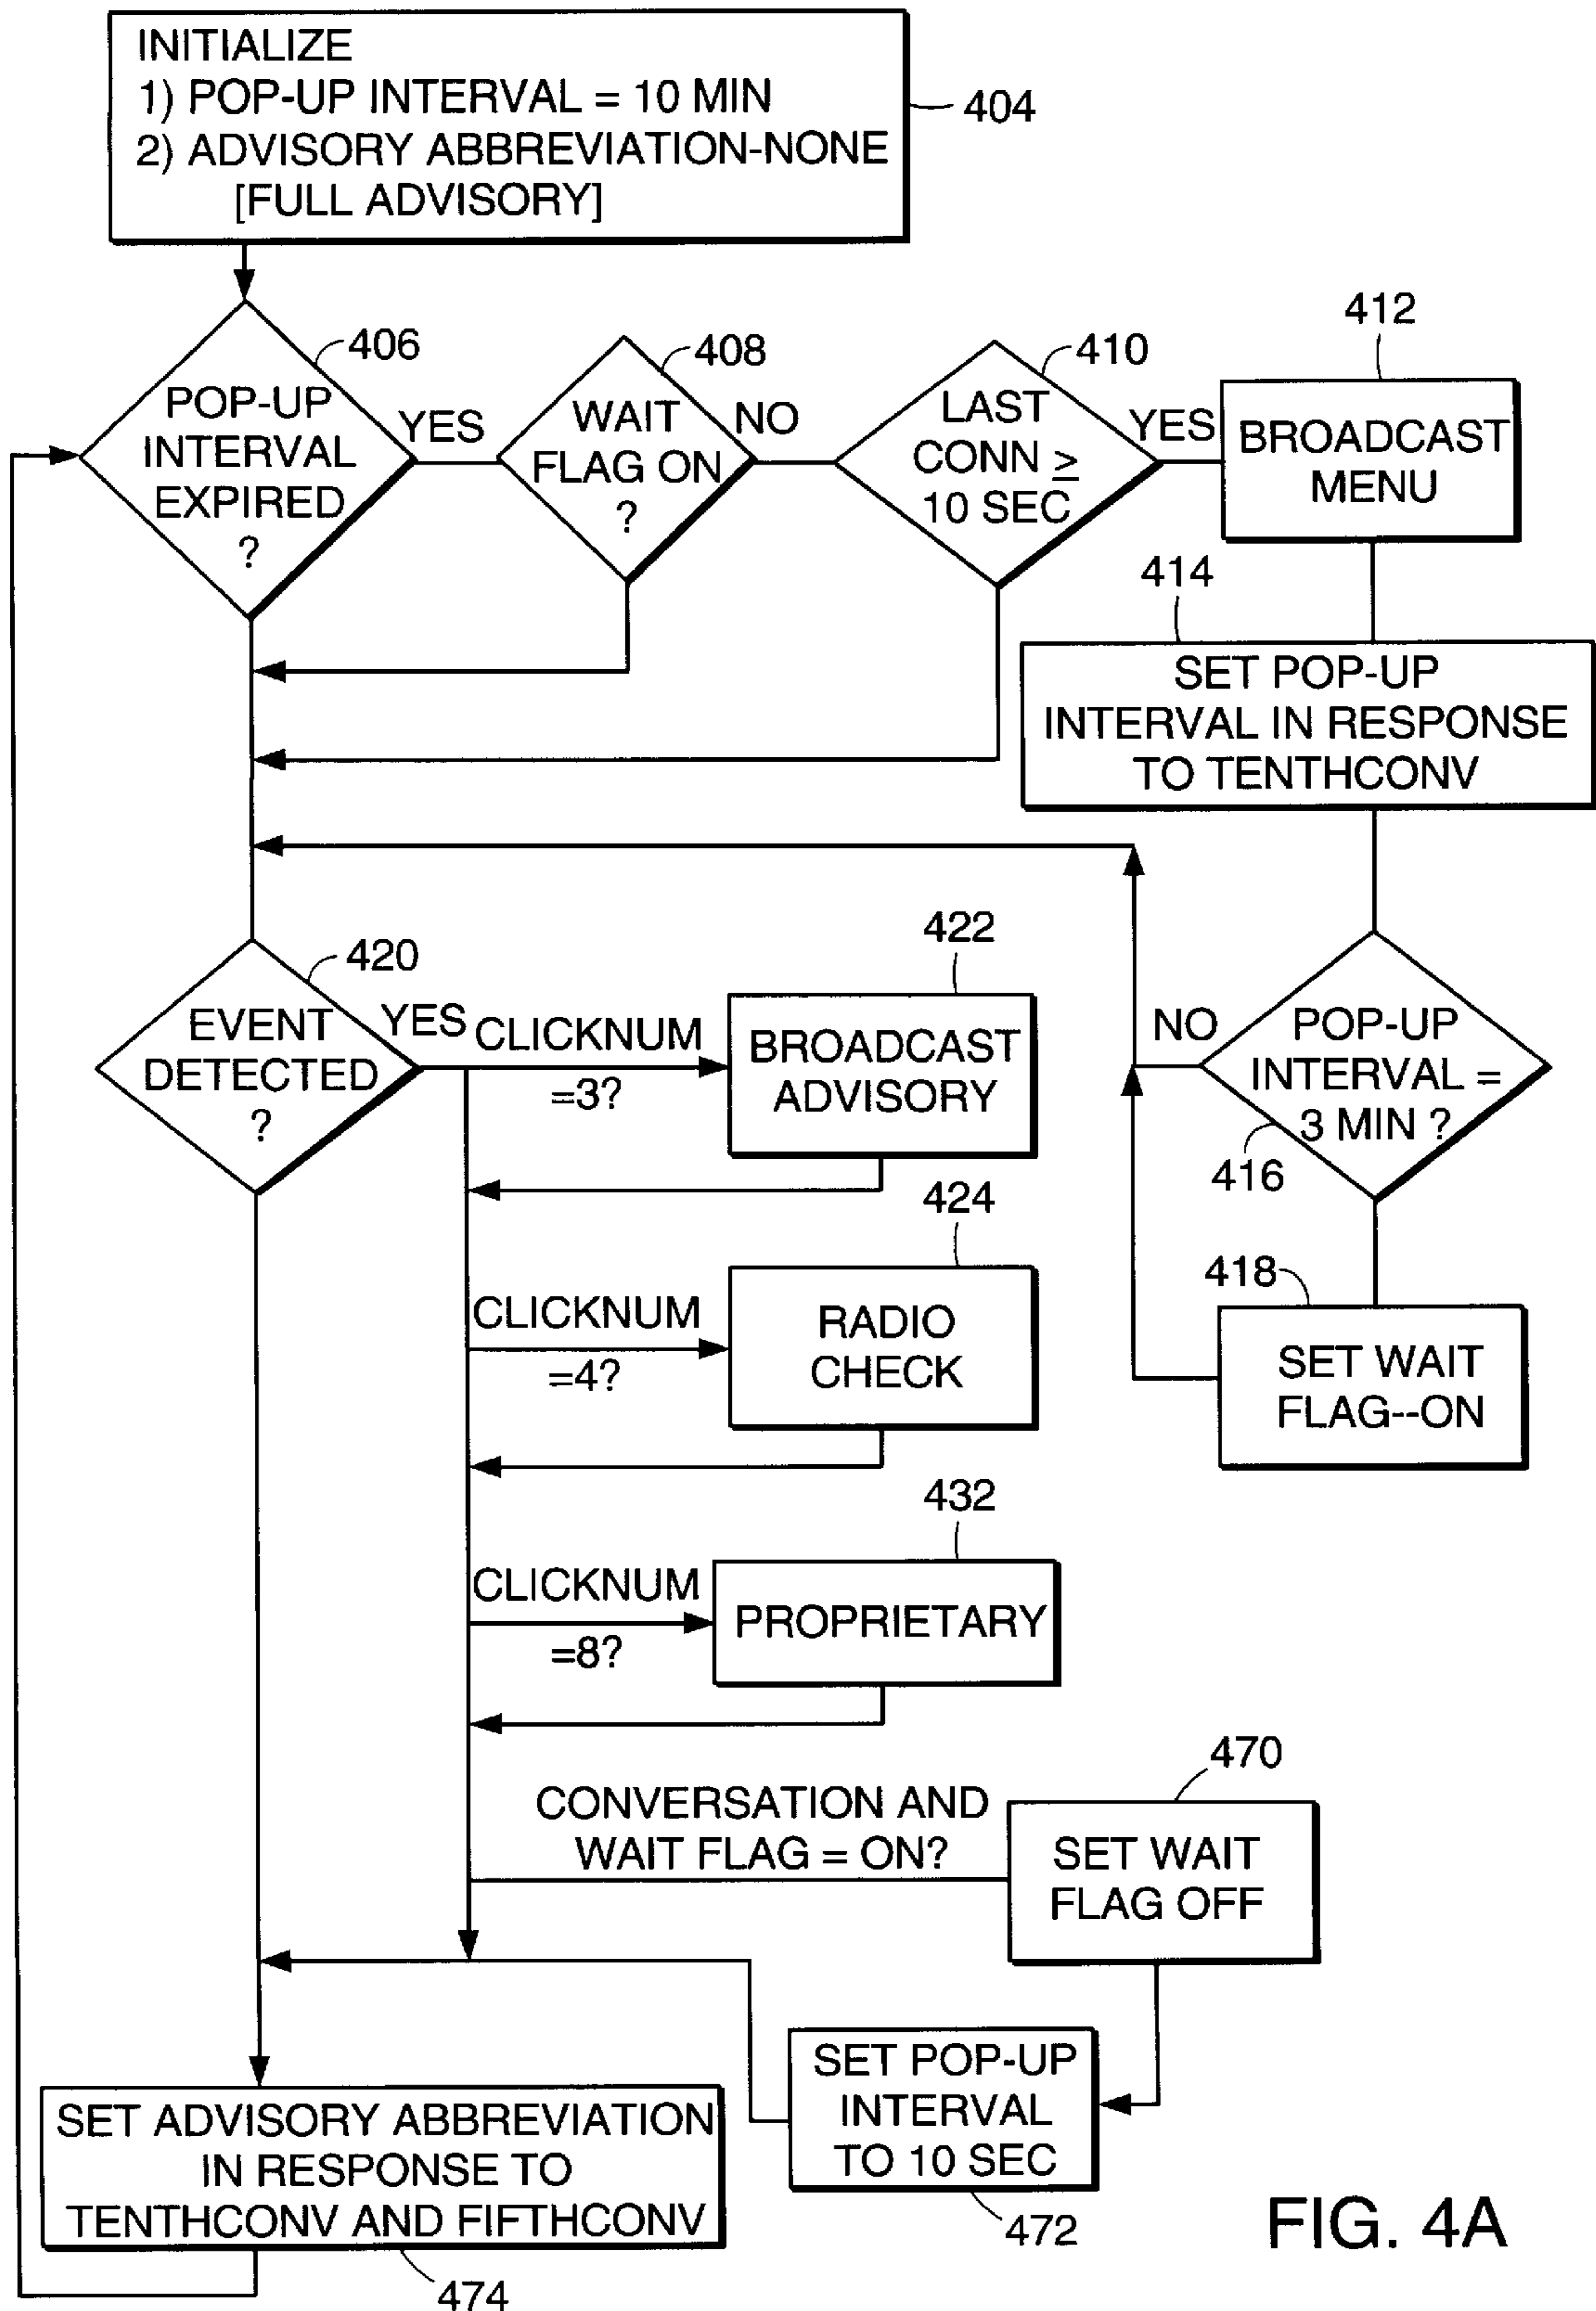 INITIALIZE
1) POP-UP INTERVAL = 10 MIN
2) ADVISORY ABBREVIATION-NONE
[FULL ADVISORY]
404
406
POP-UP
INTERVAL
EXPIRED
?
YES
408
WAIT
FLAG ON
?
NO
410
LAST
CONN ≥
10 SEC
YES
412
BROADCAST
MENU
414
SET POP-UP
INTERVAL IN RESPONSE
TO TENTHCONV
POP-UP
INTERVAL =
3 MIN ?
NO
416
418
SET WAIT
FLAG--ON
420
EVENT
DETECTED
?
YES
CLICKNUM
=3?
422
BROADCAST
ADVISORY
CLICKNUM
=4?
424
RADIO
CHECK
CLICKNUM
=8?
432
PROPRIETARY
CONVERSATION AND
WAIT FLAG = ON?
470
SET WAIT
FLAG OFF
SET POP-UP
INTERVAL
TO 10 SEC
472
SET ADVISORY ABBREVIATION
IN RESPONSE TO
TENTHCONV AND FIFTHCONV
474
FIG. 4A